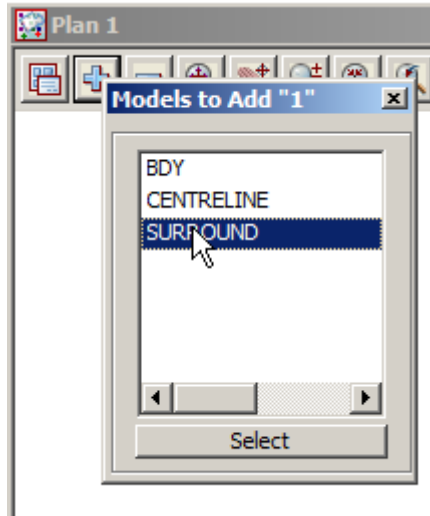 Plan 1
Models to Add "1"
BDY
CENTRELINE
SURROUND
Select